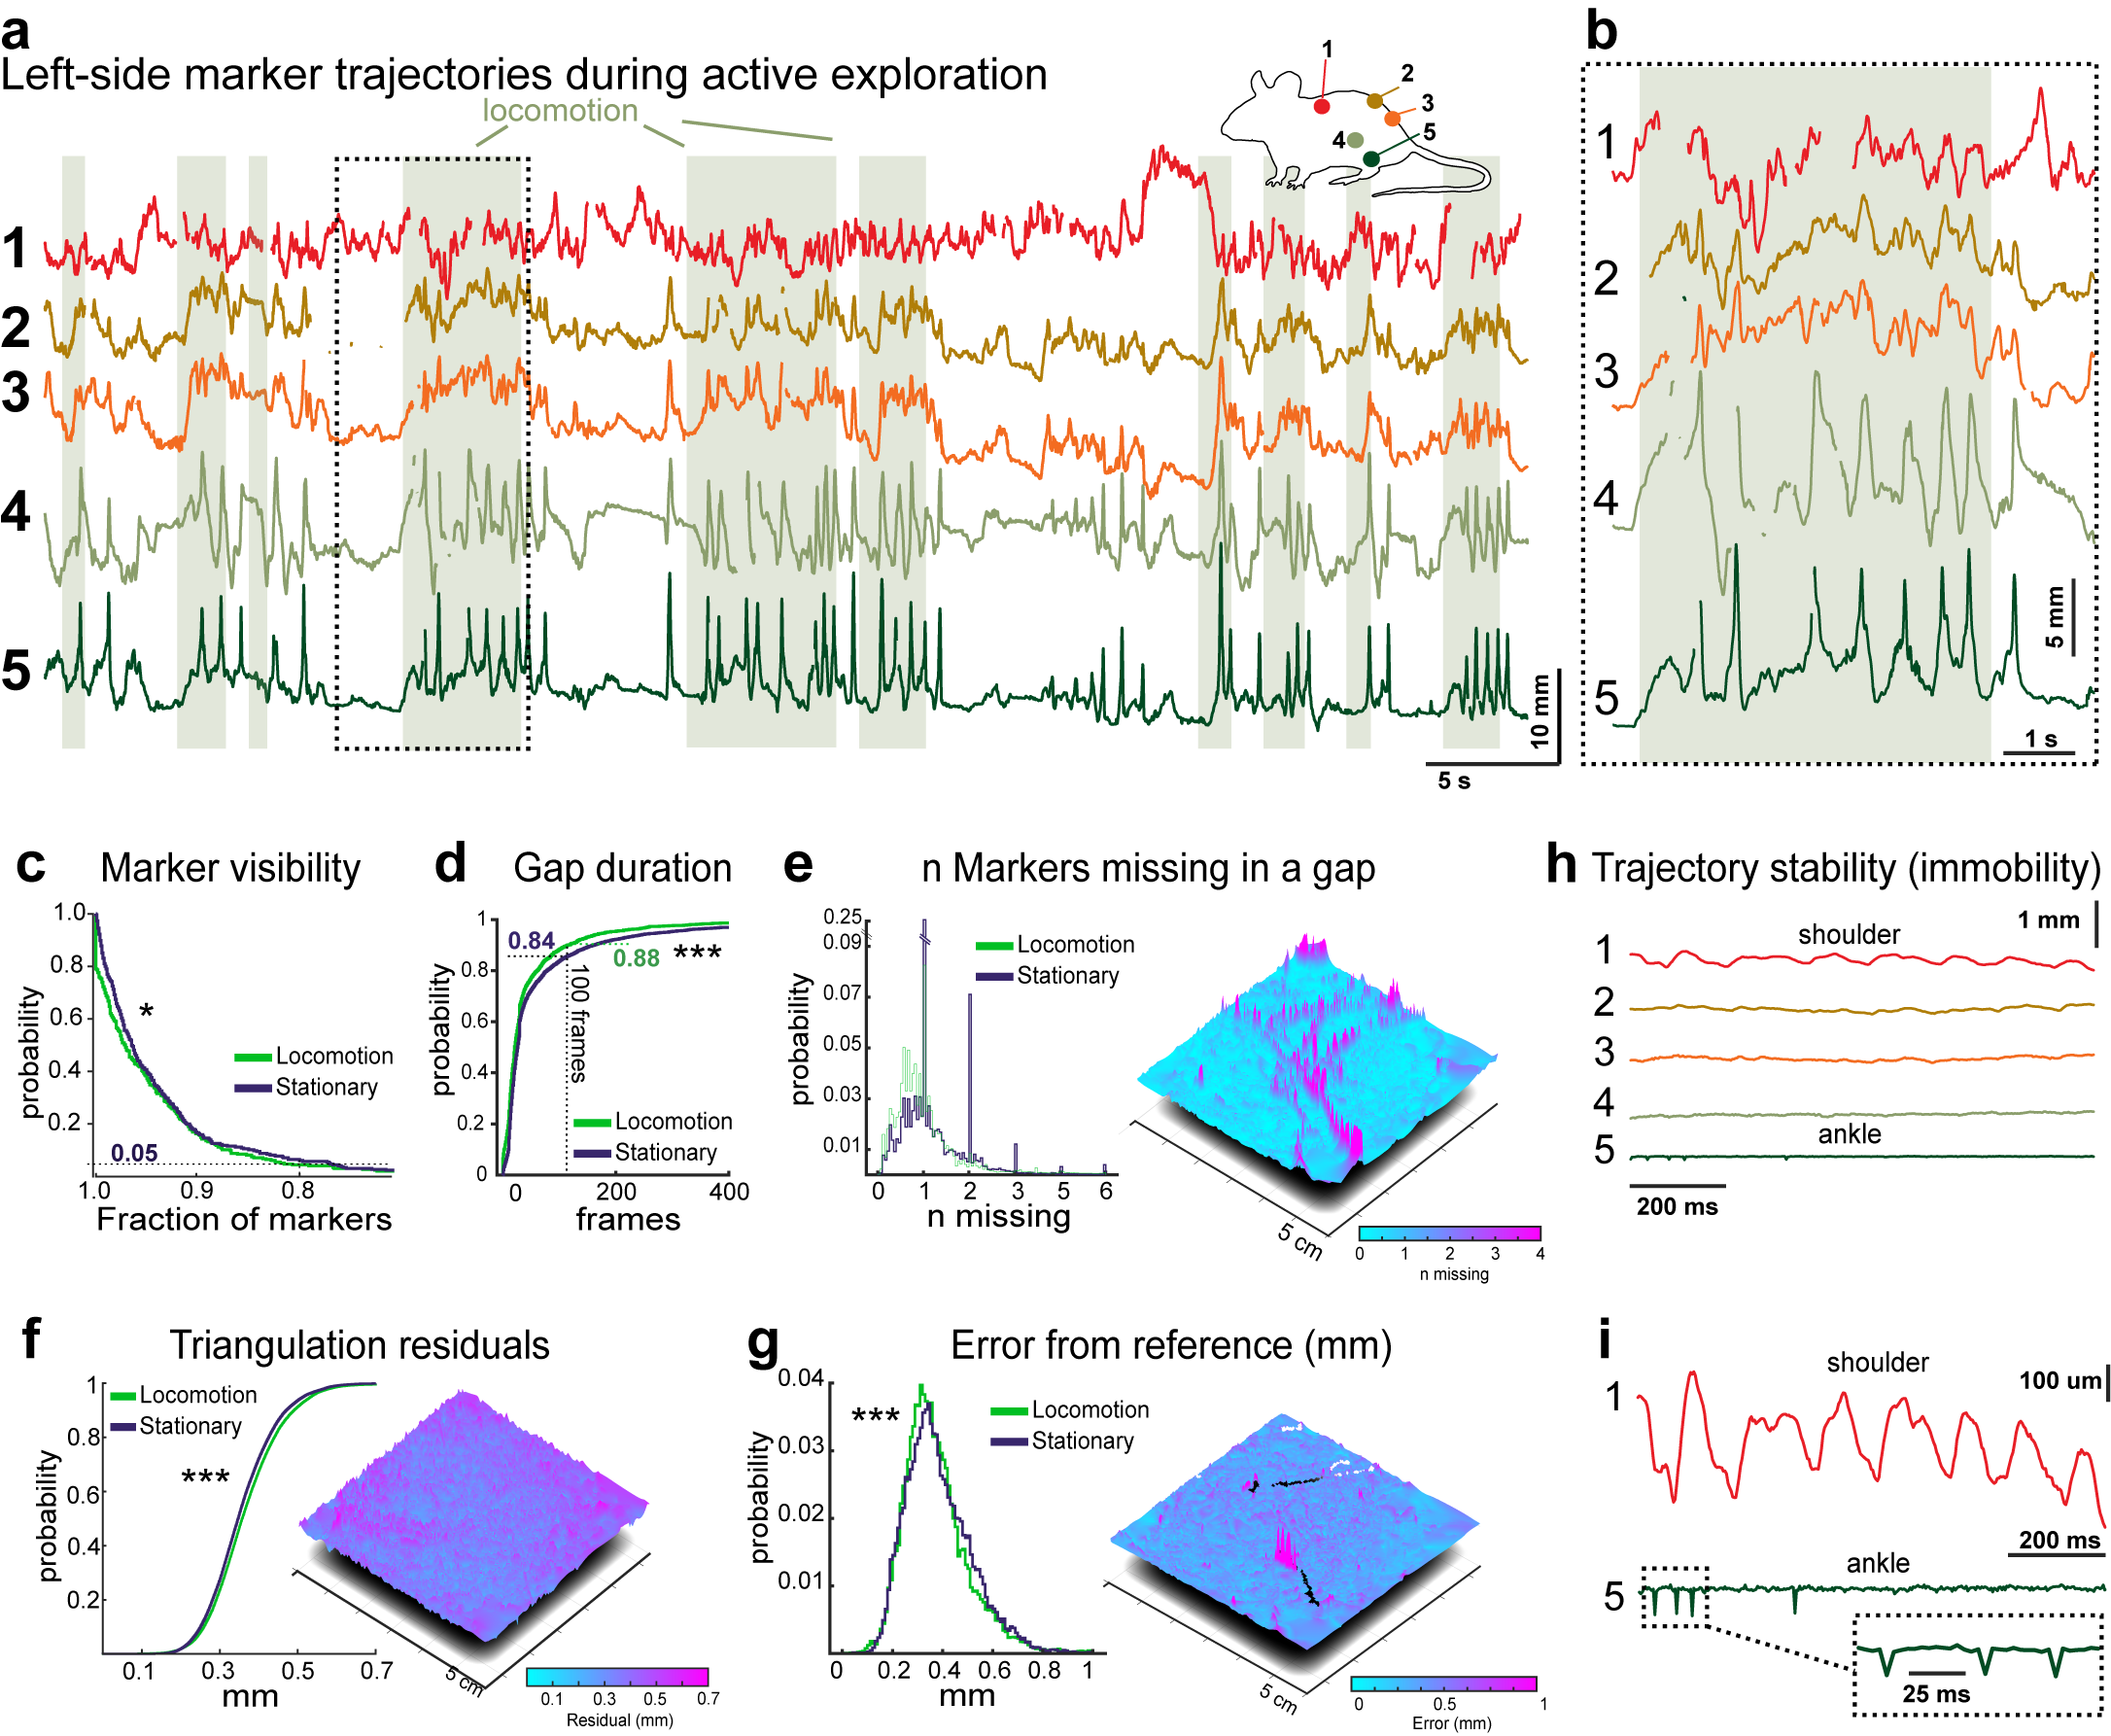 a
Left-side marker trajectories during active exploration
locomotion
1
2
3
4
5
1
2
3
4
5
10 mm
5 s
b
1
2
3
4
5
5 mm
1 s
c Marker visibility
1.0
0.8
0.6
0.4
0.2
probability
*
Locomotion
Stationary
0.05
1.0 0.9 0.8
Fraction of markers
d Gap duration
1
0.8
0.6
0.4
0.2
0
probability
0.84
0.88
***
100 frames
Locomotion
Stationary
0 200 400
frames
e n Markers missing in a gap
0.25
0.09
0.07
0.05
0.03
0.01
probability
Locomotion
Stationary
0 1 2 3 5 6
n missing
5 cm
0 1 2 3 4
n missing
h Trajectory stability (immobility)
1 mm
shoulder
1
2
3
4
ankle
5
200 ms
f Triangulation residuals
1
0.8
0.6
0.4
0.2
probability
Locomotion
Stationary
***
0.1 0.3 0.5 0.7
mm
5 cm
0.1 0.3 0.5 0.7
Residual (mm)
g Error from reference (mm)
0.04
0.03
0.02
0.01
probability
***
Locomotion
Stationary
0 0.2 0.4 0.6 0.8 1
mm
5 cm
0 0.5 1
Error (mm)
i
shoulder
1
100 um
200 ms
ankle
5
25 ms